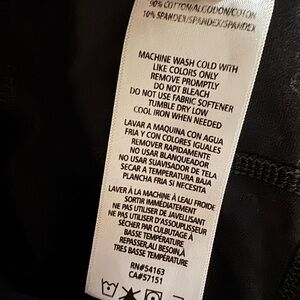 90% COTTON/ALGODON/COTON
10% SPANDEX/SPANDEX/SPANDEX
MACHINE WASH COLD WITH
LIKE COLORS ONLY
REMOVE PROMPTLY
DO NOT BLEACH
DO NOT USE FABRIC SOFTENER
TUMBLE DRY LOW
COOL IRON WHEN NEEDED
LAVAR A MAQUINA CON AGUA
FRIA Y CON COLORES IGUALES
REMOVER RAPIDAMENTE
NO USAR BLANQUEADOR
NO USAR SUAVISADOR DE TELA
SECAR A TEMPERATURA BAJA
PLANCHA FRIA SI NECESITA
LAVER À LA MACHINE À L'EAU FROIDE
SORTIR IMMÉDIATEMENT
NE PAS UTILISER DE JAVELLISANT
NE PAS UTILISER D'ASSOUPLISSEUR
SÉCHER PAR CULBUTAGE À
BASSE TEMPÉRATURE
REPASSER,AU BESOIN,À
TRES BASSE TEMPÉRATURE
RN#54163
CA#57151